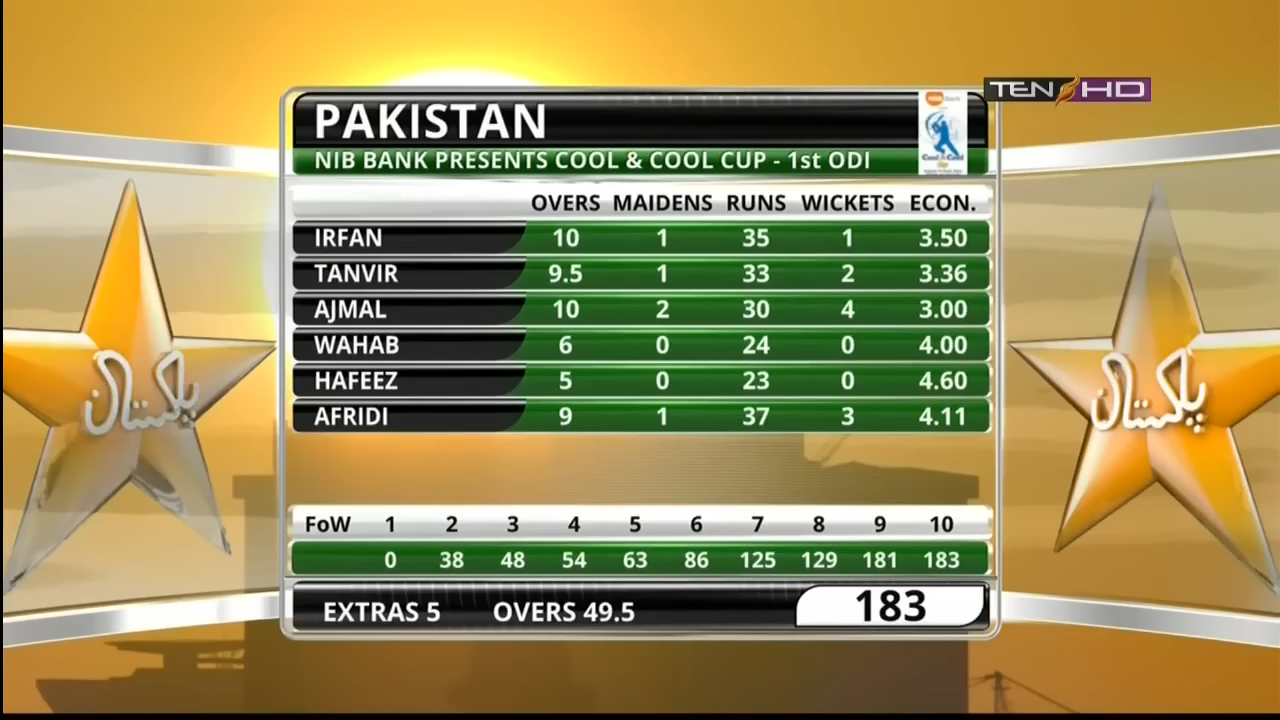 TEN HD
PAKISTAN
NIB BANK PRESENTS COOL & COOL CUP - 1st ODI
Cool & Cool
Cup
OVERS MAIDENS RUNS WICKETS ECON.
IRFAN 10 1 35 1 3.50
TANVIR 9.5 1 33 2 3.36
AJMAL 10 2 30 4 3.00
WAHAB 6 0 24 0 4.00
HAFEEZ 5 0 23 0 4.60
AFRIDI 9 1 37 3 4.11
پاکستان
پاکستان
FoW 1 2 3 4 5 6 7 8 9 10
0 38 48 54 63 86 125 129 181 183
EXTRAS 5 OVERS 49.5 183